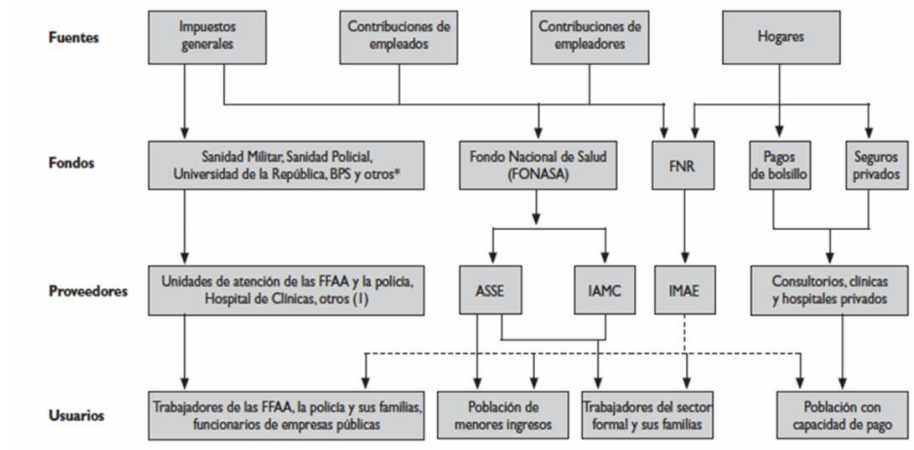 Fuentes
Impuestos
generales
Contribuciones de
empleados
Contribuciones de
empleadores
Hogares
Fondos
Sanidad Militar, Sanidad Policial,
Universidad de la República, BPS y otros*
Fondo Nacional de Salud
(FONASA)
FNR
Pagos
de bolsillo
Seguros
privados
Proveedores
Unidades de atención de las FFAA y la policía,
Hospital de Clínicas, otros (1)
ASSE
IAMC
IMAE
Consultorios, clínicas
y hospitales privados
Usuarios
Trabajadores de las FFAA, la policía y sus familias,
funcionarios de empresas públicas
Población de
menores ingresos
Trabajadores del sector
formal y sus familias
Población con
capacidad de pago